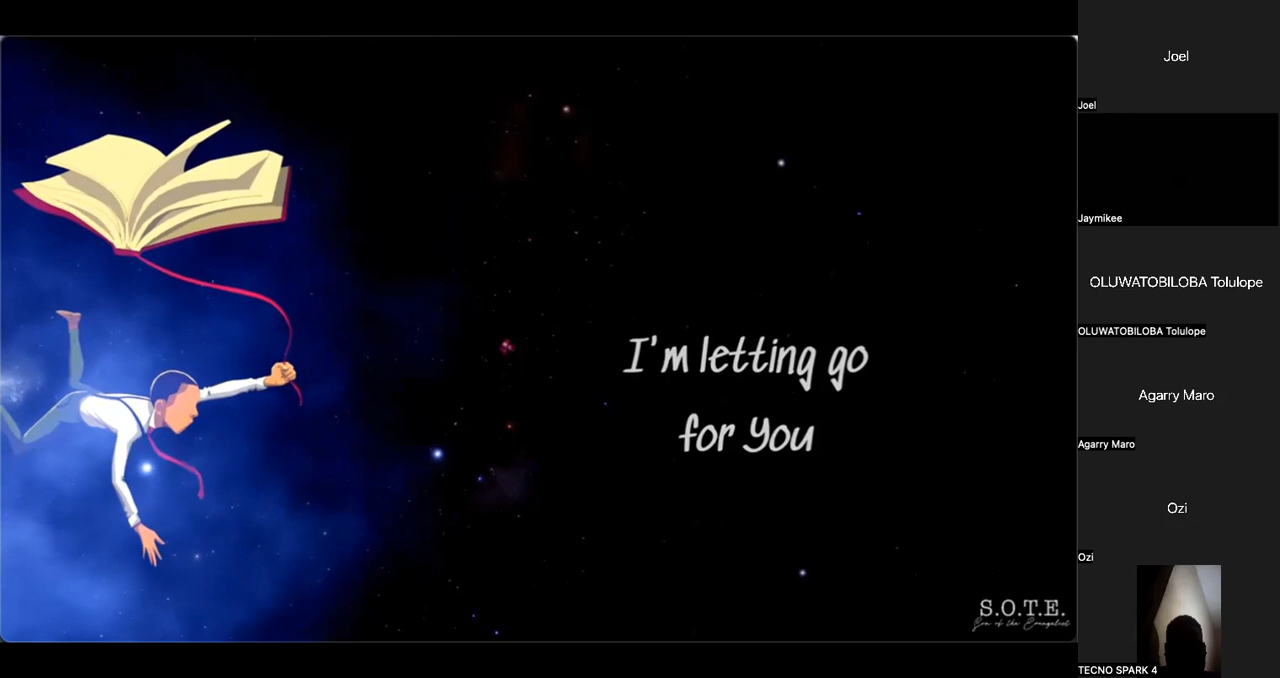 I'm letting go
for You
S.O.T.E.
Son of the Evangelist
Joel
Joel
Jaymikee
OLUWATOBILOBA Tolulope
OLUWATOBILOBA Tolulope
Agarry Maro
Agarry Maro
Ozi
Ozi
TECNO SPARK 4